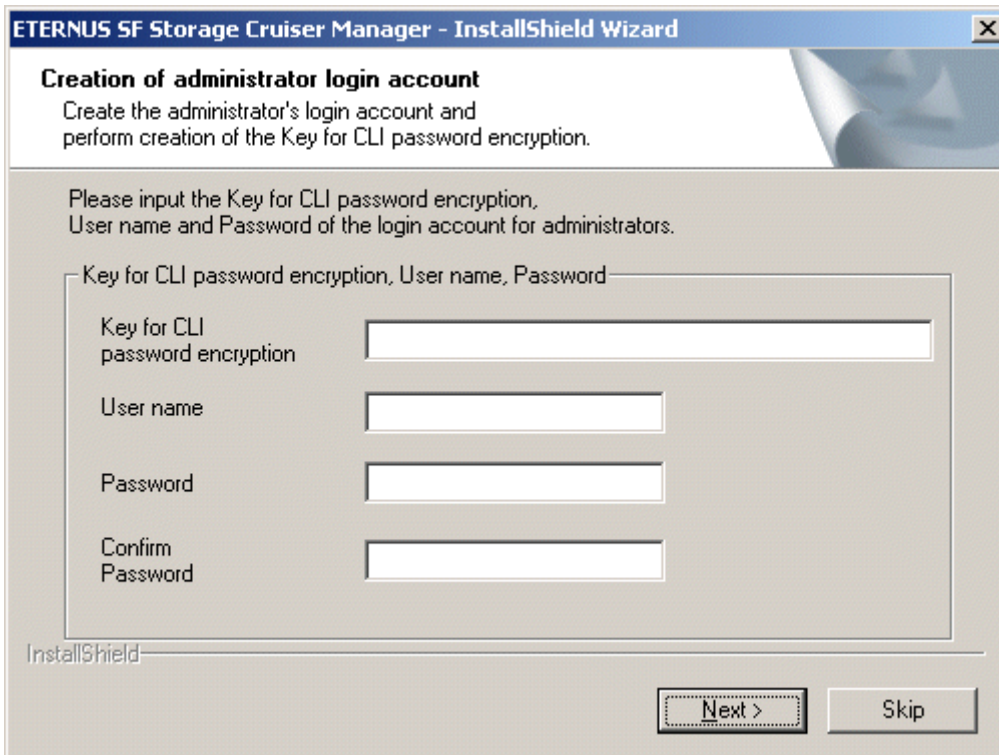 ETERNUS SF Storage Cruiser Manager - InstallShield Wizard
Creation of administrator login account
Create the administrator's login account and
perform creation of the Key for CLI password encryption.
Please input the Key for CLI password encryption,
User name and Password of the login account for administrators.
Key for CLI password encryption, User name, Password
Key for CLI
password encryption
User name
Password
Confirm
Password
InstallShield
Next >
Skip